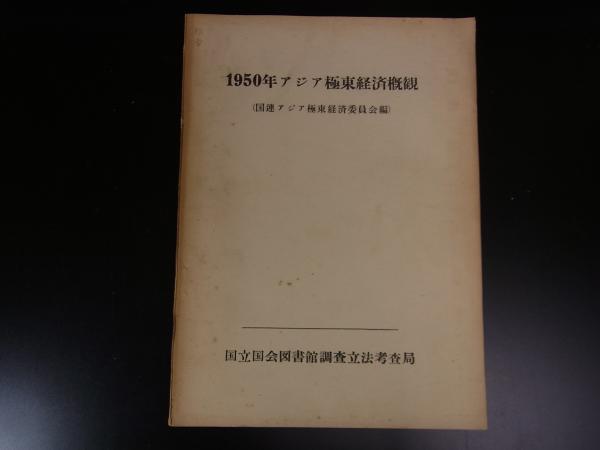 1950年アジア極東経済概観
(国連アジア極東経済委員会編)
国立国会図書館調査立法考査局